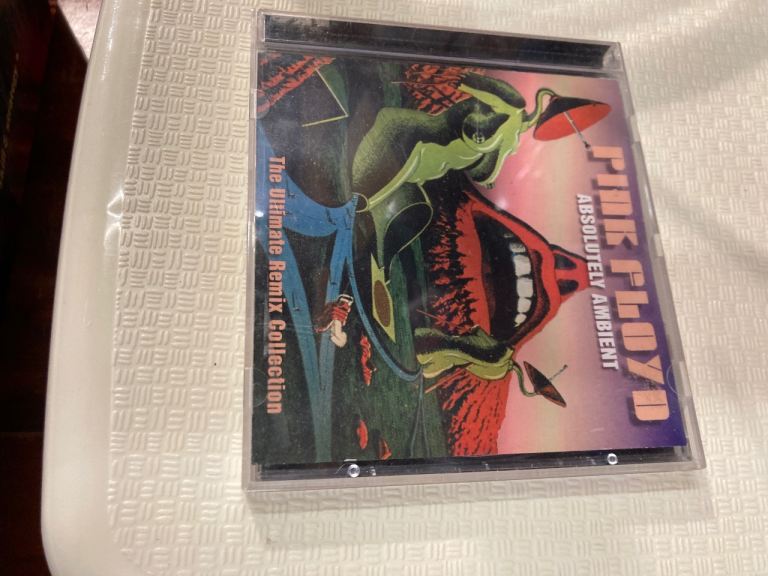 PINK FLOYD
ABSOLUTELY AMBIENT
The Ultimate Remix Collection